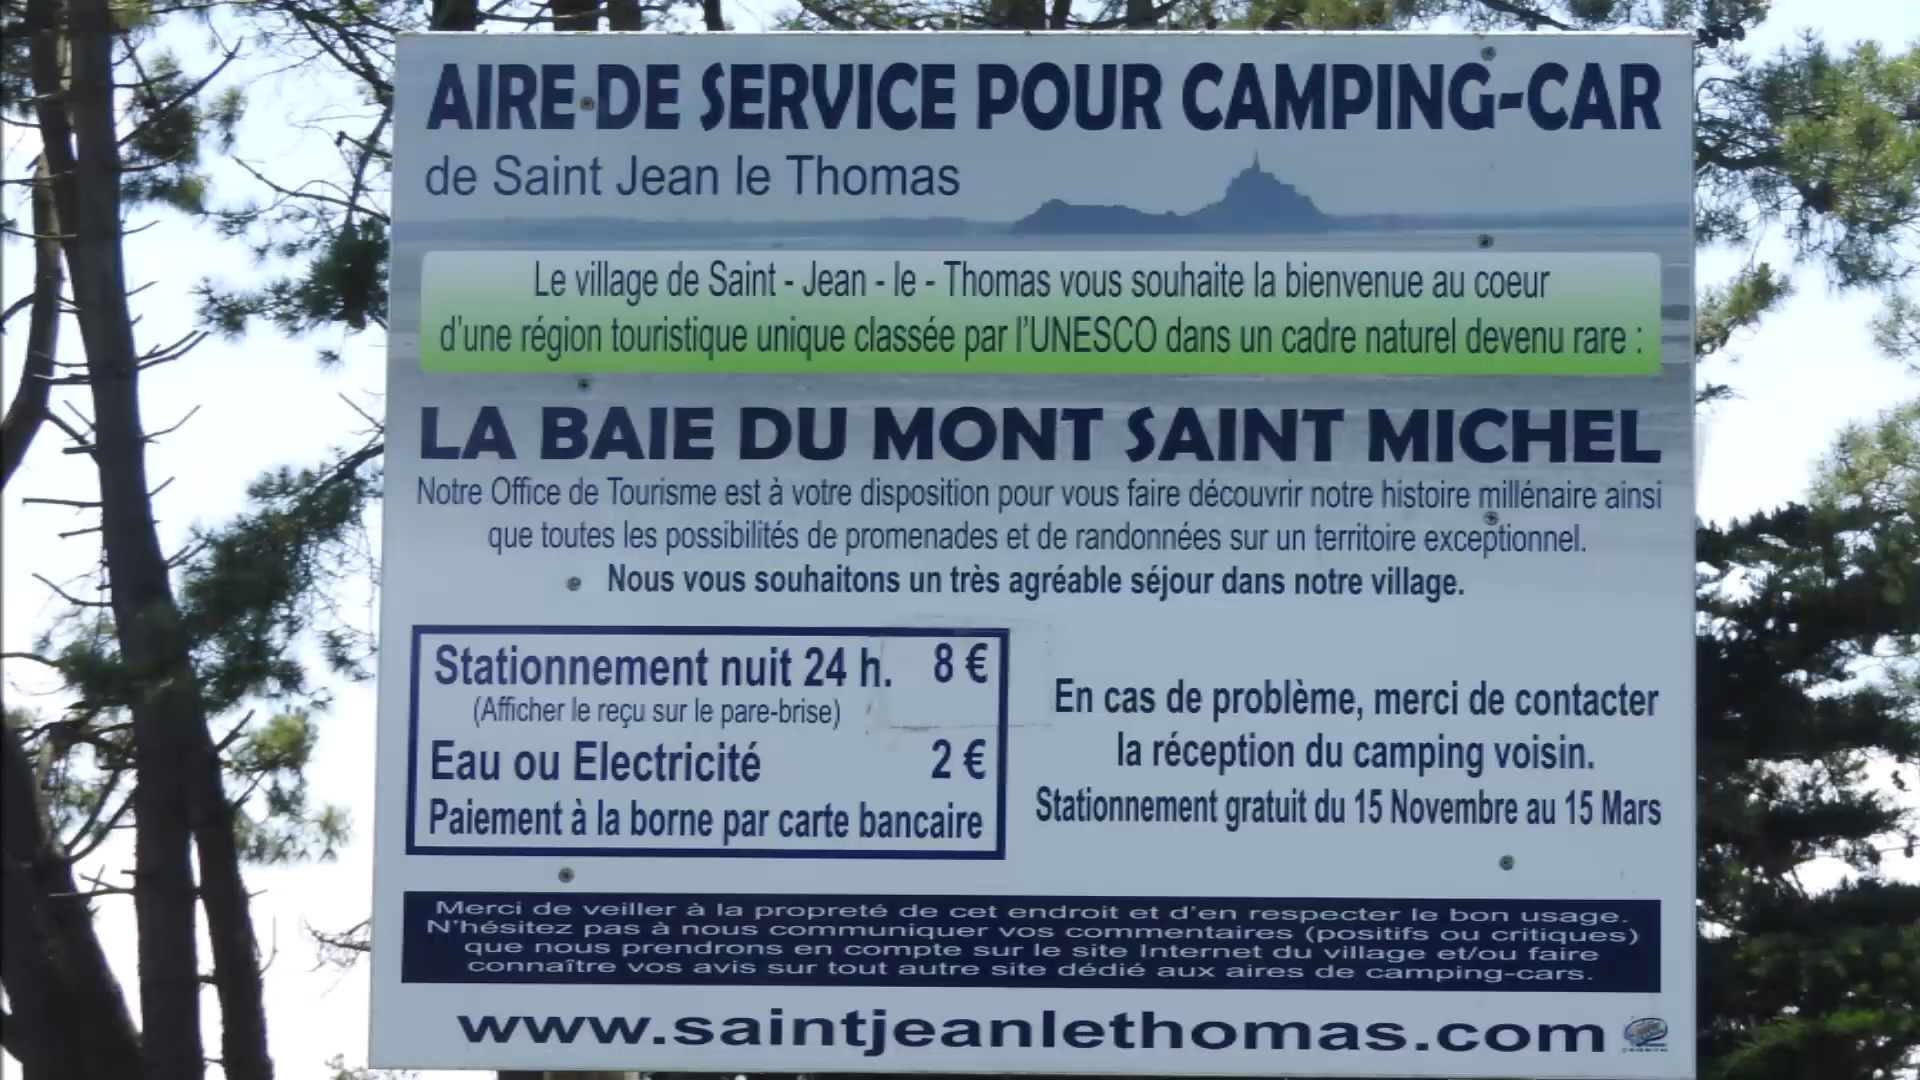 AIRE DE SERVICE POUR CAMPING-CAR
de Saint Jean le Thomas
Le village de Saint - Jean - le - Thomas vous souhaite la bienvenue au coeur
d'une région touristique unique classée par l'UNESCO dans un cadre naturel devenu rare :
LA BAIE DU MONT SAINT MICHEL
Notre Office de Tourisme est à votre disposition pour vous faire découvrir notre histoire millénaire ainsi
que toutes les possibilités de promenades et de randonnées sur un territoire exceptionnel.
Nous vous souhaitons un très agréable séjour dans notre village.
Stationnement nuit 24 h. 8 €
(Afficher le reçu sur le pare-brise)
Eau ou Electricité 2 €
Paiement à la borne par carte bancaire
En cas de problème, merci de contacter
la réception du camping voisin.
Stationnement gratuit du 15 Novembre au 15 Mars
Merci de veiller à la propreté de cet endroit et d'en respecter le bon usage.
N'hésitez pas à nous communiquer vos commentaires (positifs ou critiques)
que nous prendrons en compte sur le site Internet du village et/ou faire
connaître vos avis sur tout autre site dédié aux aires de camping-cars.
www.saintjeanlethomas.com